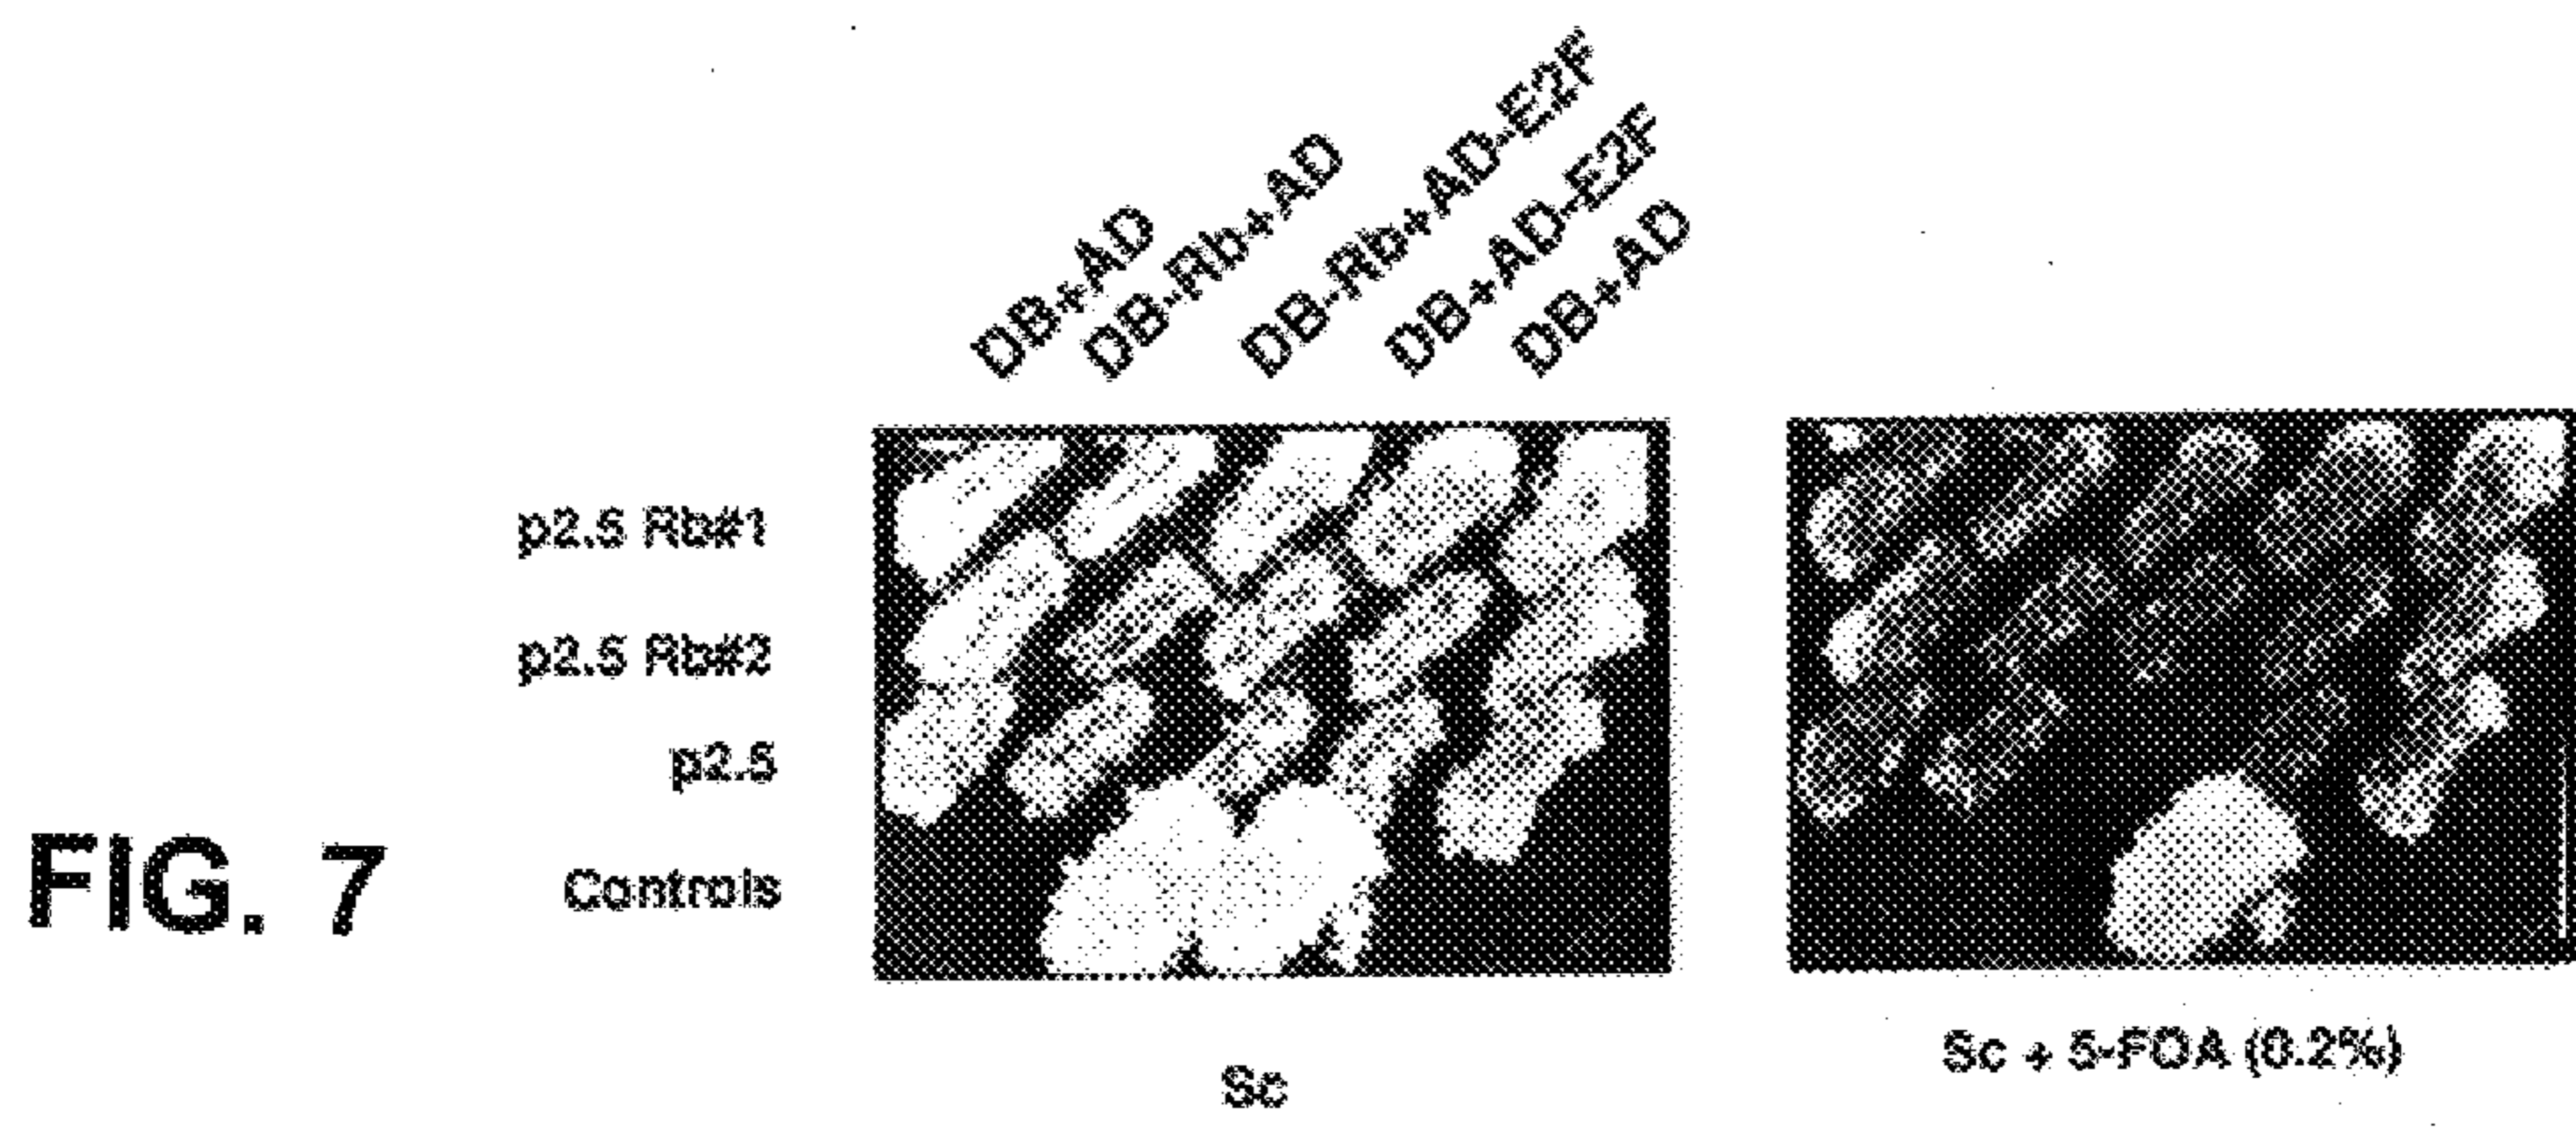 DB+AD
DB-Rb+AD
DB-Rb+AD-E2F
DB+AD-E2F
DB+AD
p2.5 Rb#1
p2.5 Rb#2
p2.5
Controls
FIG. 7
Sc
Sc + 5-FOA (0.2%)